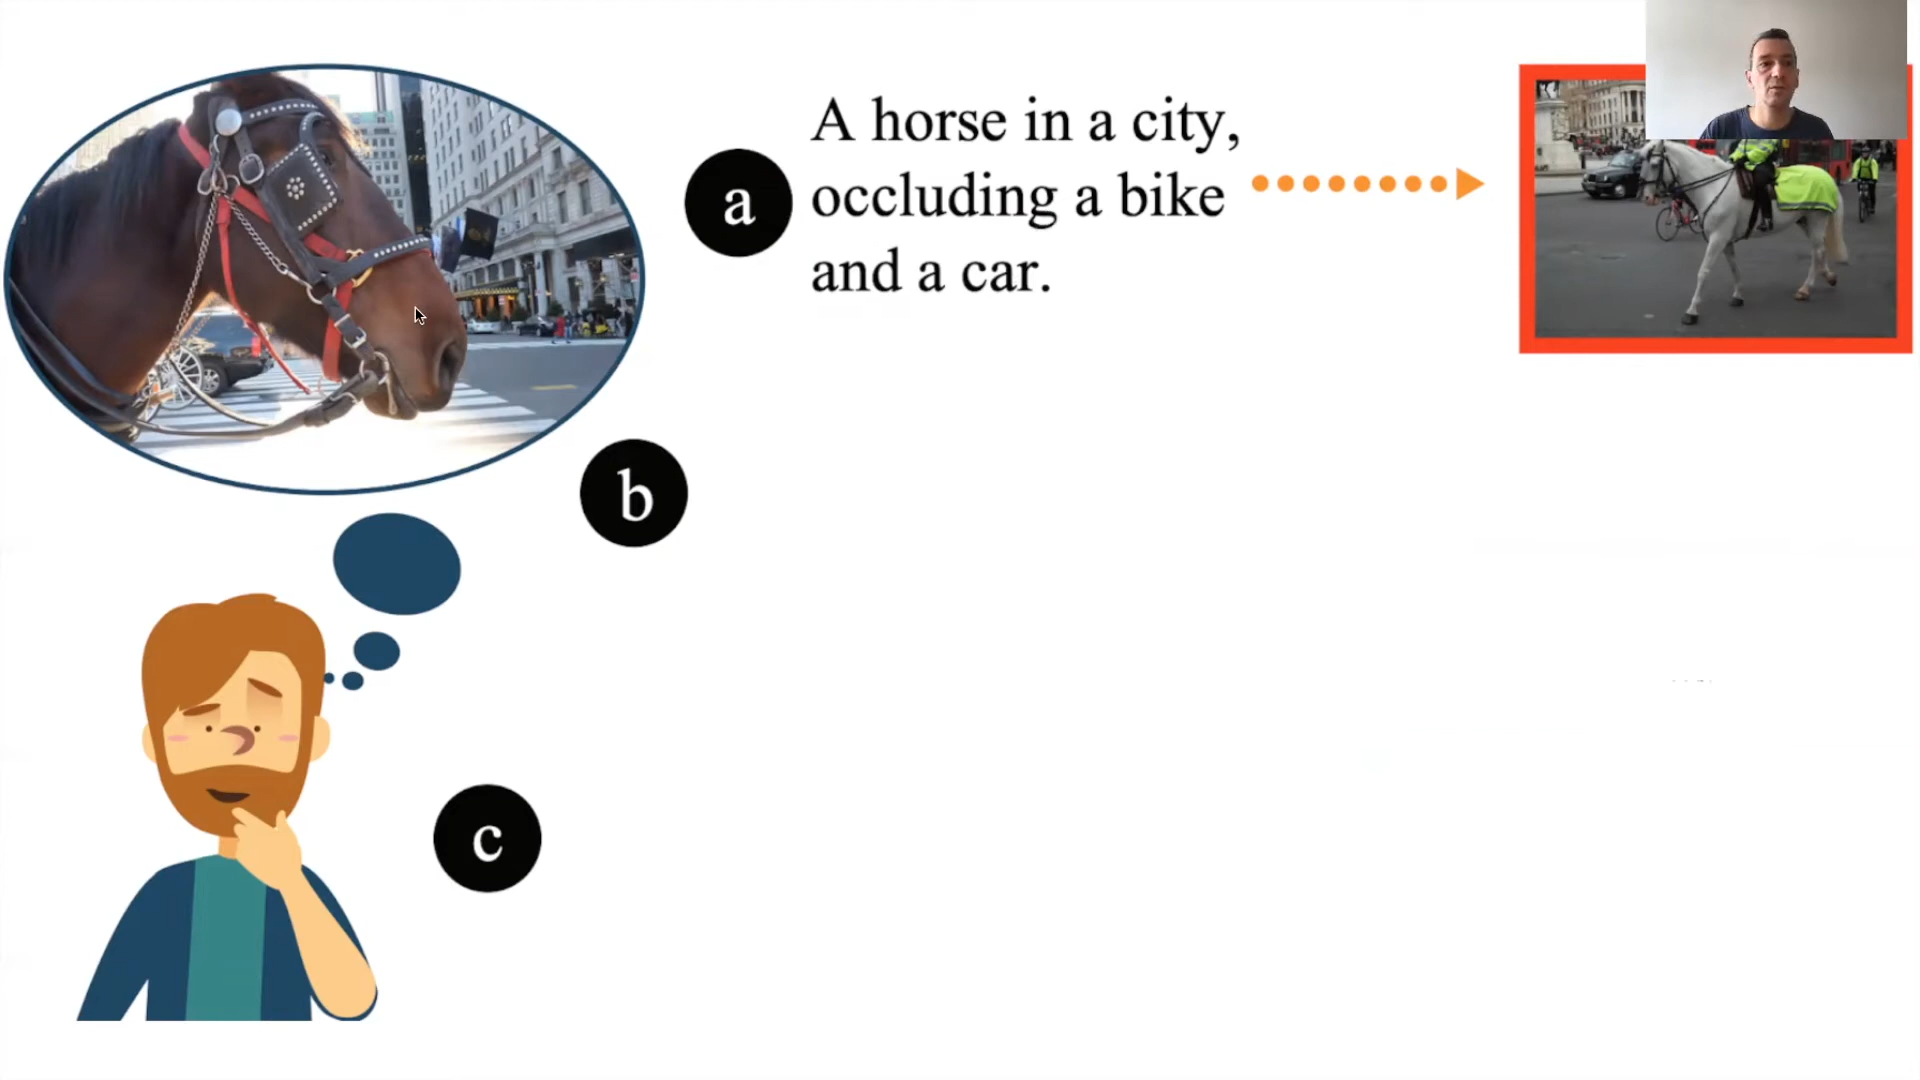 a
A horse in a city,
occluding a bike
and a car.
b
c